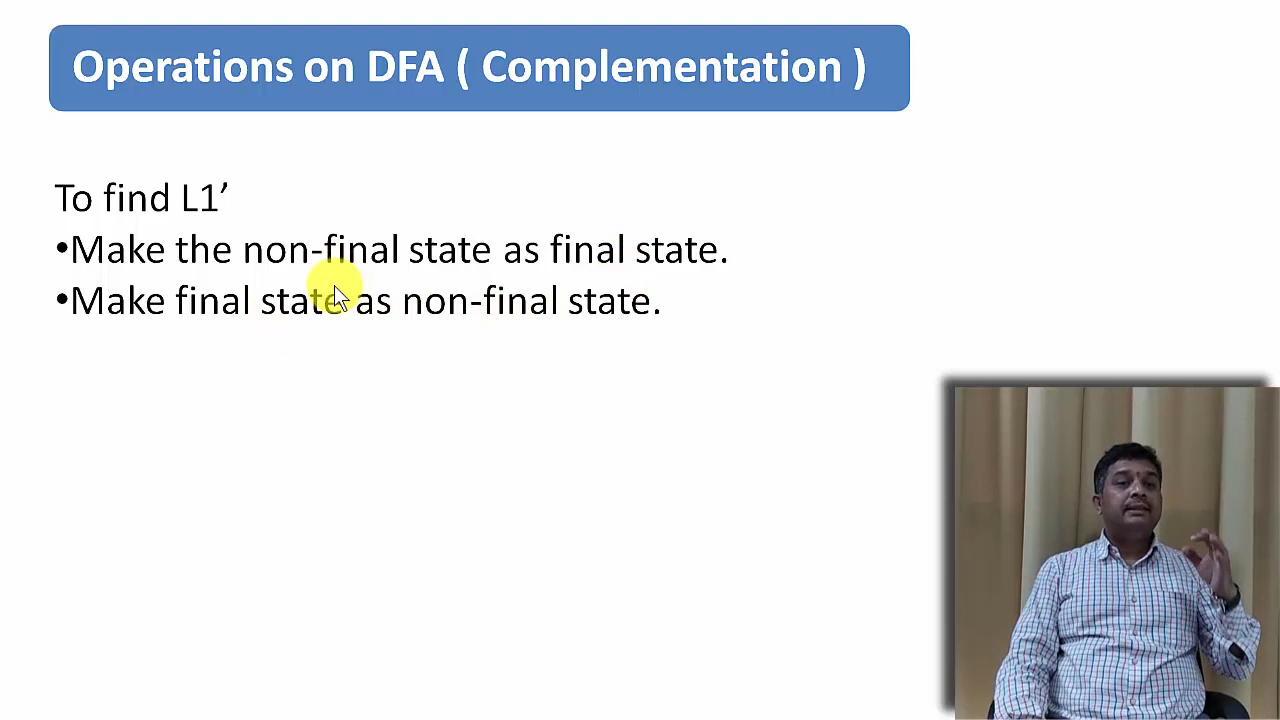 Operations on DFA ( Complementation )
To find L1’
•Make the non-final state as final state.
•Make final state as non-final state.